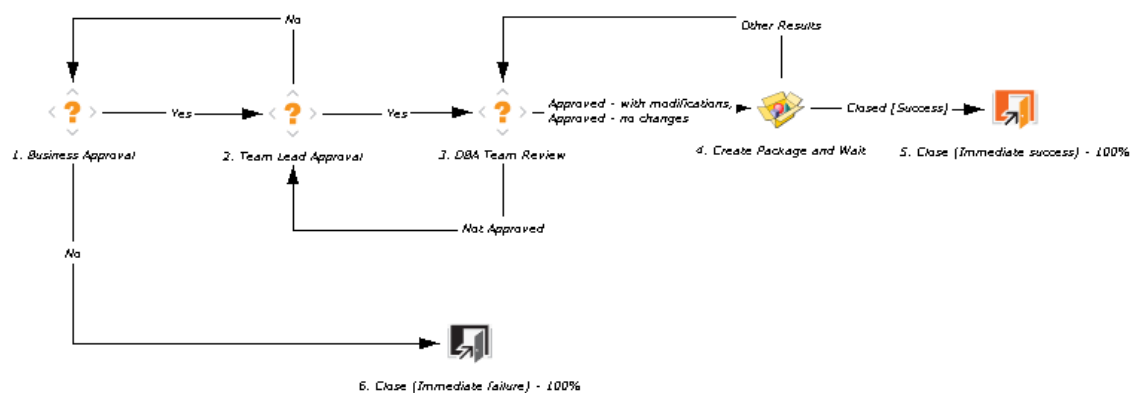 No
Other Results
Yes
Yes
Approved - with modifications,
Approved - no changes
Closed [Success]
1. Business Approval
2. Team Lead Approval
3. DBA Team Review
4. Create Package and Wait
5. Close (Immediate success) - 100%
Not Approved
No
6. Close (Immediate failure) - 100%